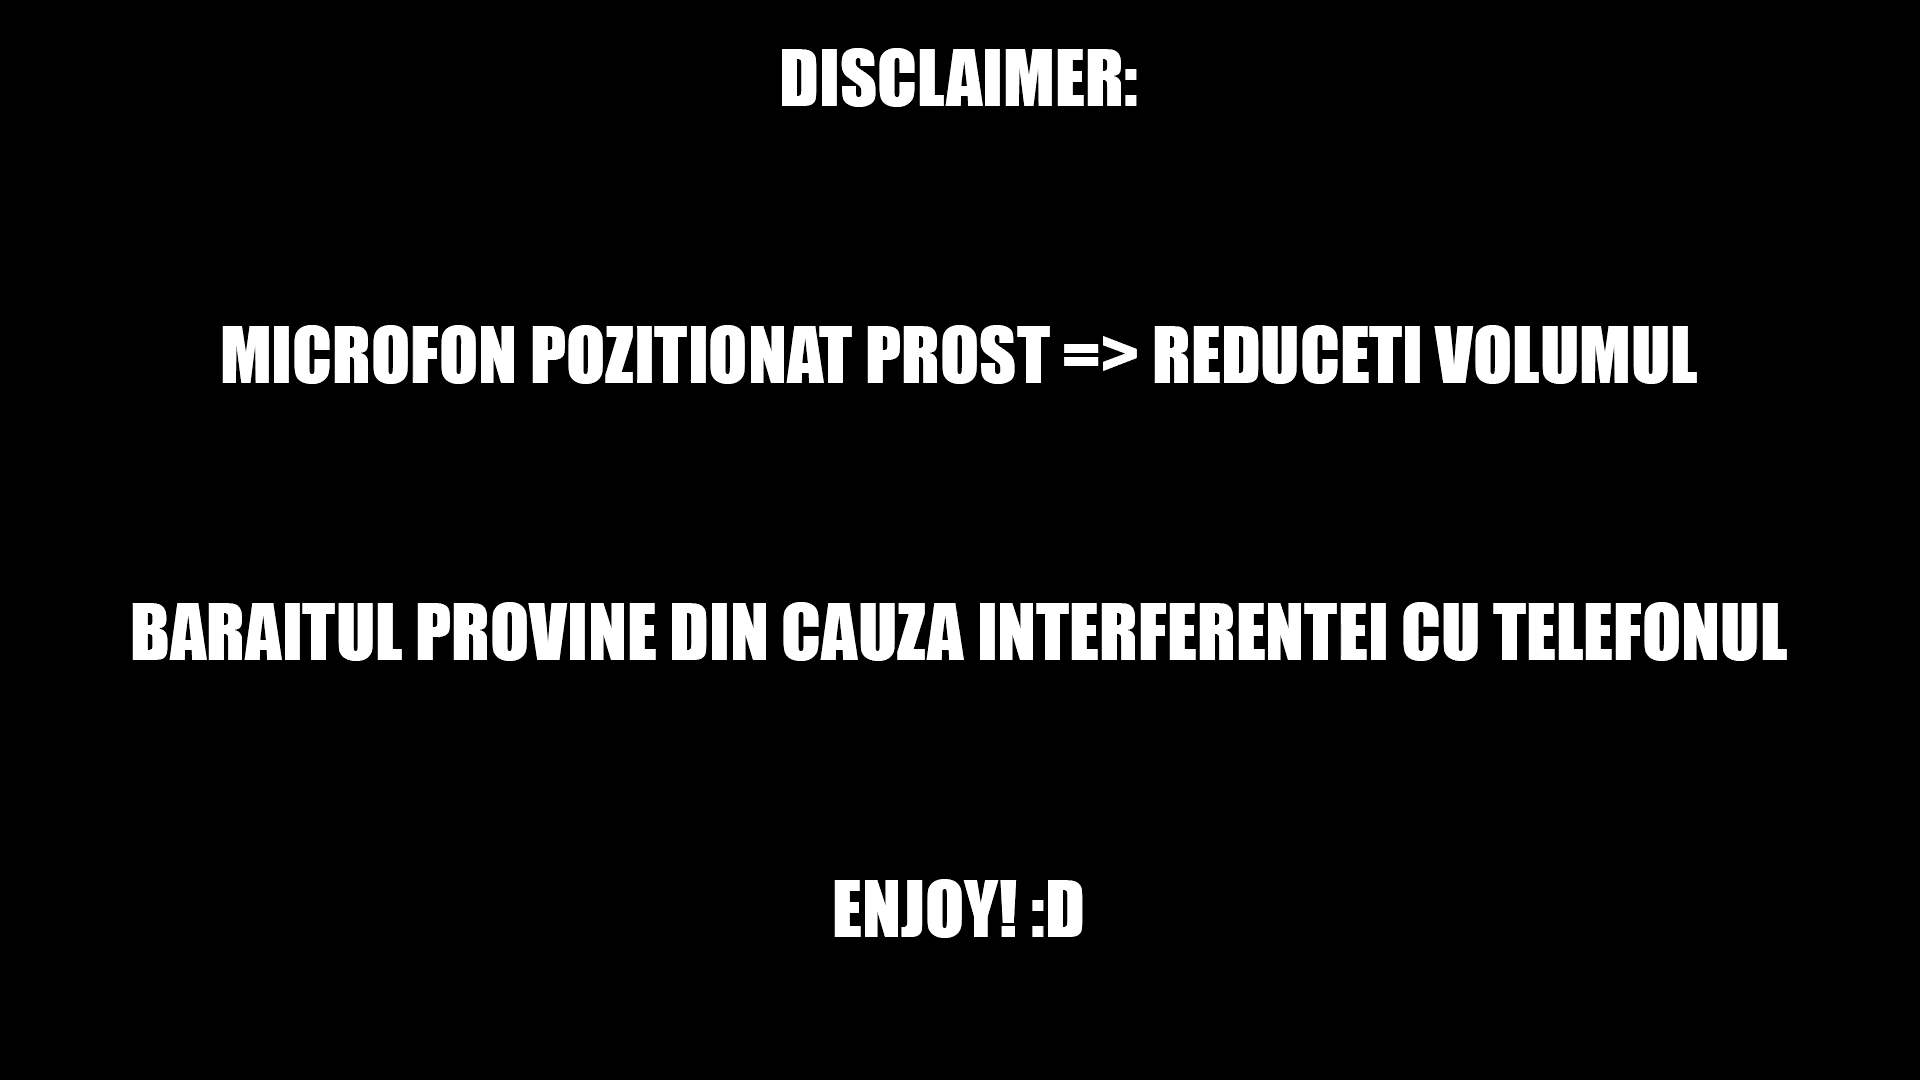 DISCLAIMER:
MICROFON POZITIONAT PROST => REDUCETI VOLUMUL
BARAITUL PROVINE DIN CAUZA INTERFERENTEI CU TELEFONUL
ENJOY! :D